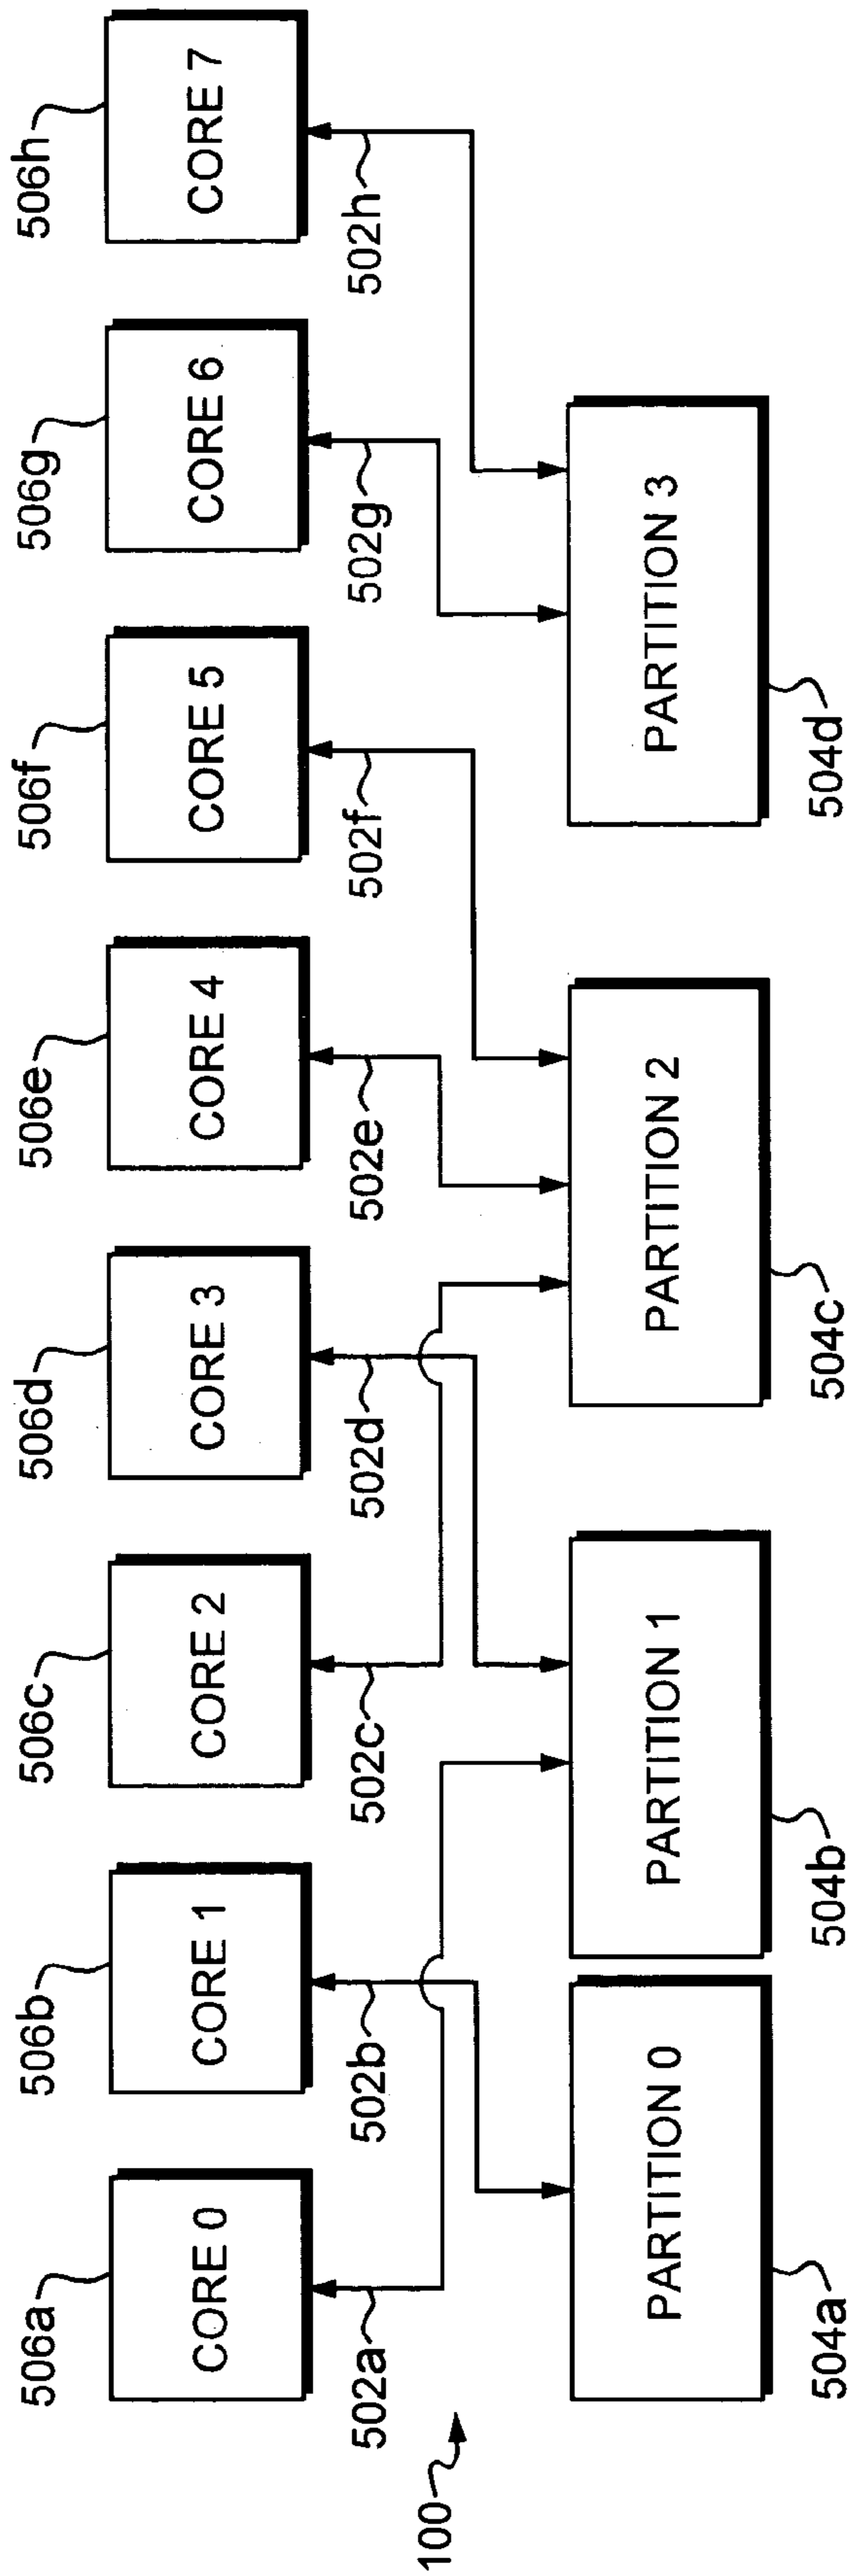 506a
506b
506c
506d
506e
506f
506g
506h
CORE 0
CORE 1
CORE 2
CORE 3
CORE 4
CORE 5
CORE 6
CORE 7
502a
502b
502c
502d
502e
502f
502g
502h
100
PARTITION 0
PARTITION 1
PARTITION 2
PARTITION 3
504a
504b
504c
504d